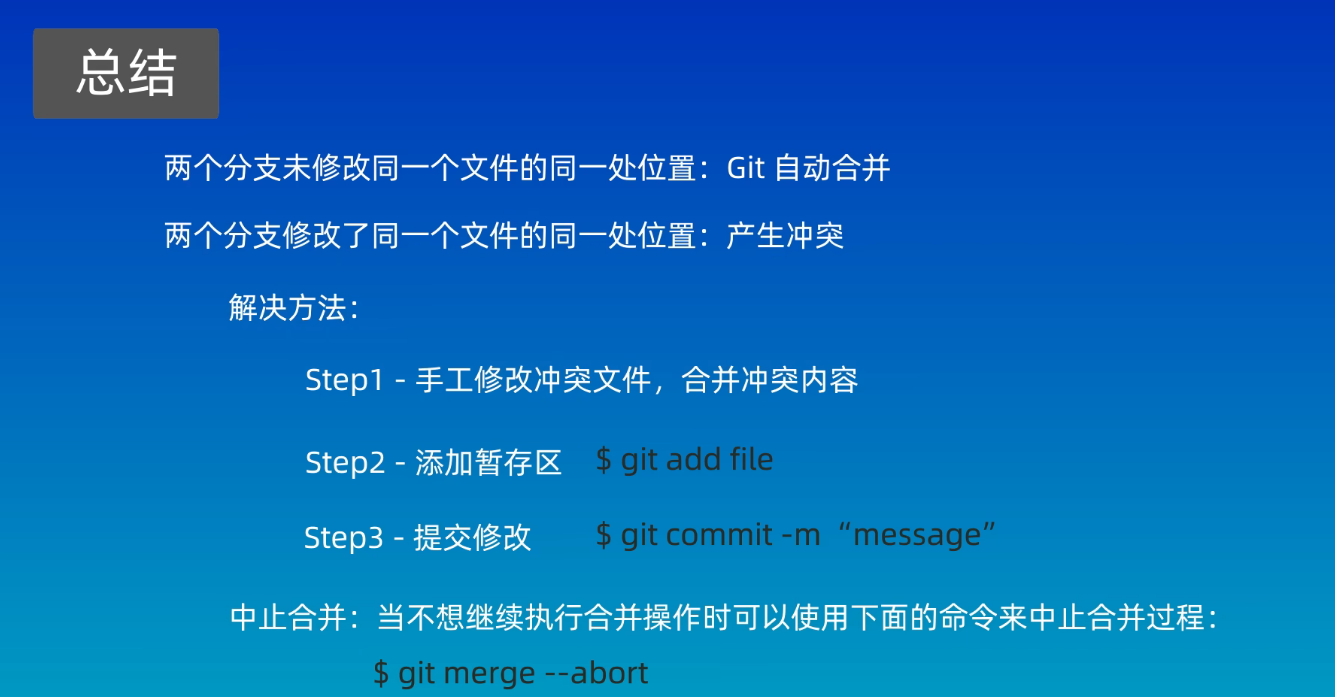 总结
两个分支未修改同一个文件的同一处位置：Git 自动合并
两个分支修改了同一个文件的同一处位置：产生冲突
解决方法：
Step1 - 手工修改冲突文件，合并冲突内容
Step2 - 添加暂存区 $ git add file
Step3 - 提交修改 $ git commit -m “message”
中止合并：当不想继续执行合并操作时可以使用下面的命令来中止合并过程：
$ git merge --abort